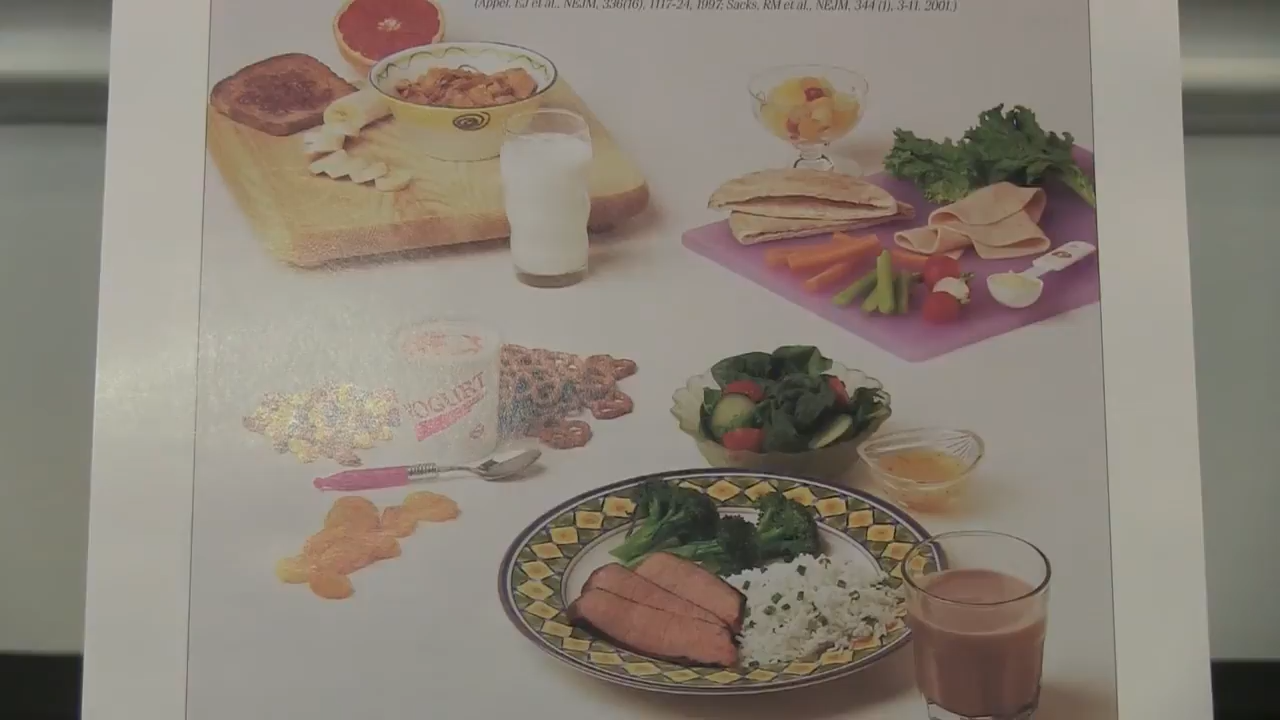 (Appel, EJ et al., NEJM, 336(16), 1117-24, 1997; Sacks, RM et al., NEJM, 344 (1), 3-11. 2001.)
YOGURT